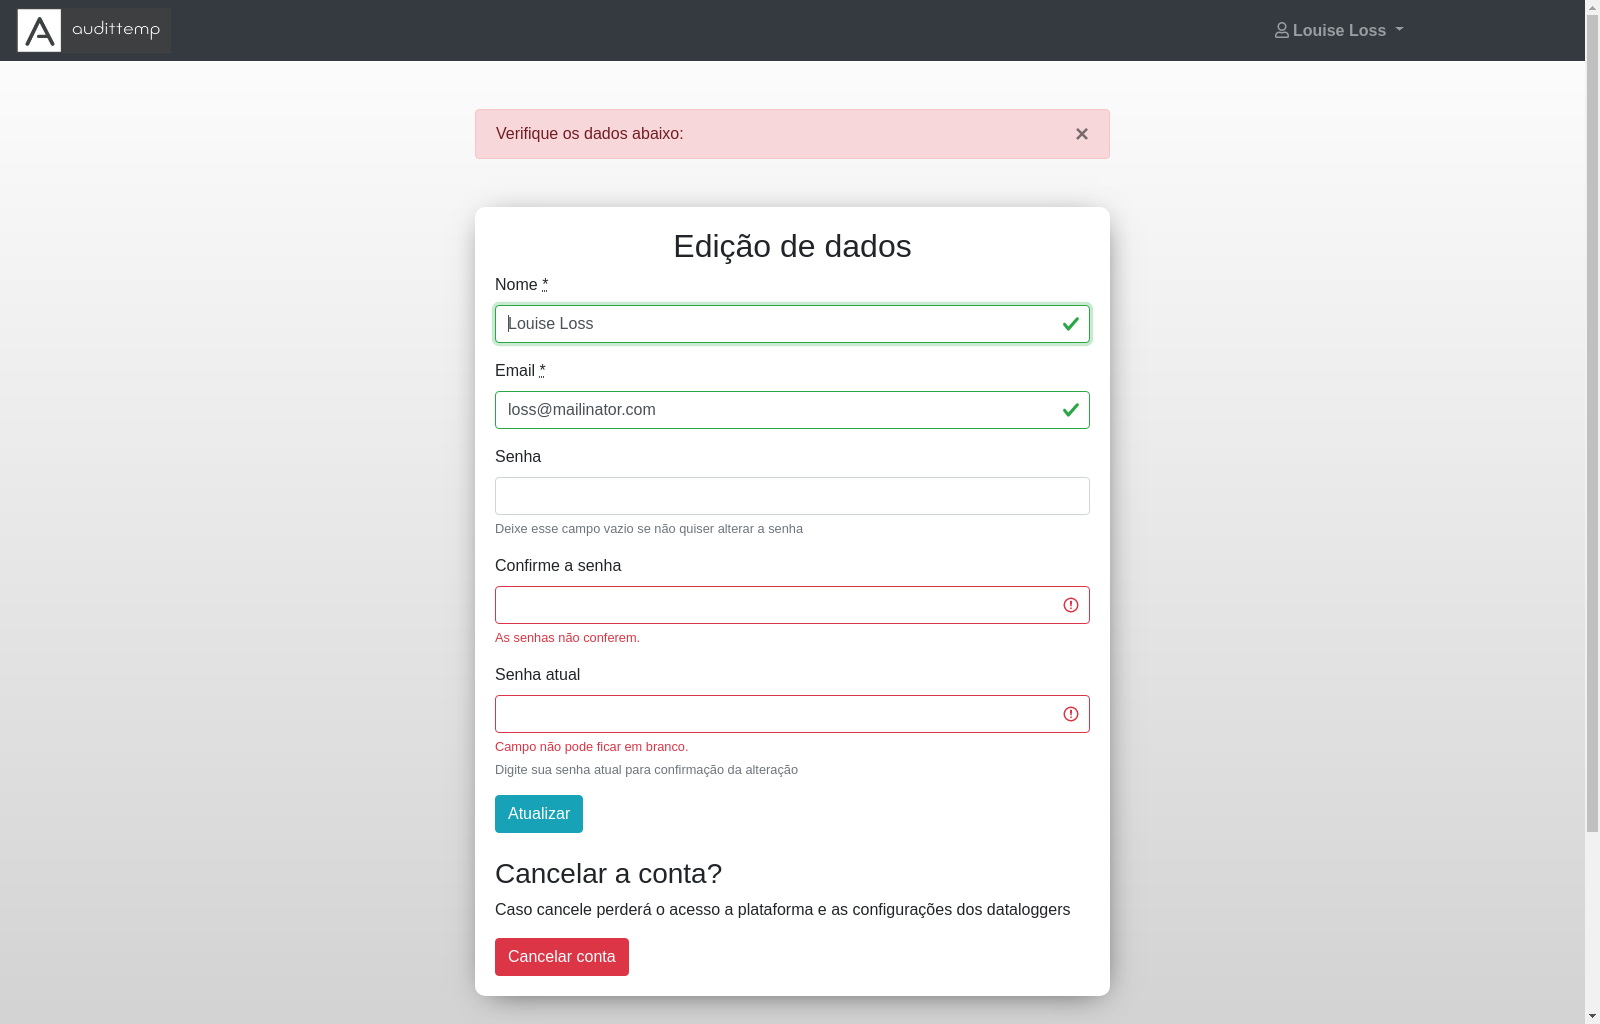 A audittemp
Louise Loss
Verifique os dados abaixo:
×
Edição de dados
Nome *
Louise Loss
Email *
loss@mailinator.com
Senha
Deixe esse campo vazio se não quiser alterar a senha
Confirme a senha
As senhas não conferem.
Senha atual
Campo não pode ficar em branco.
Digite sua senha atual para confirmação da alteração
Atualizar
Cancelar a conta?
Caso cancele perderá o acesso a plataforma e as configurações dos dataloggers
Cancelar conta